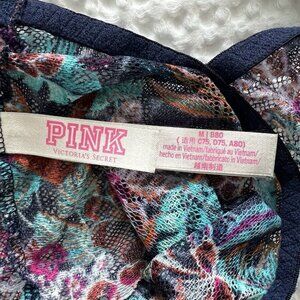 PINK
VICTORIA'S SECRET
M | B80
(适用 C75, D75, A80)
made in Vietnam/fabriqué au Vietnam/
hecho en Vietnam/fabricato in Vietnam/
越南制造